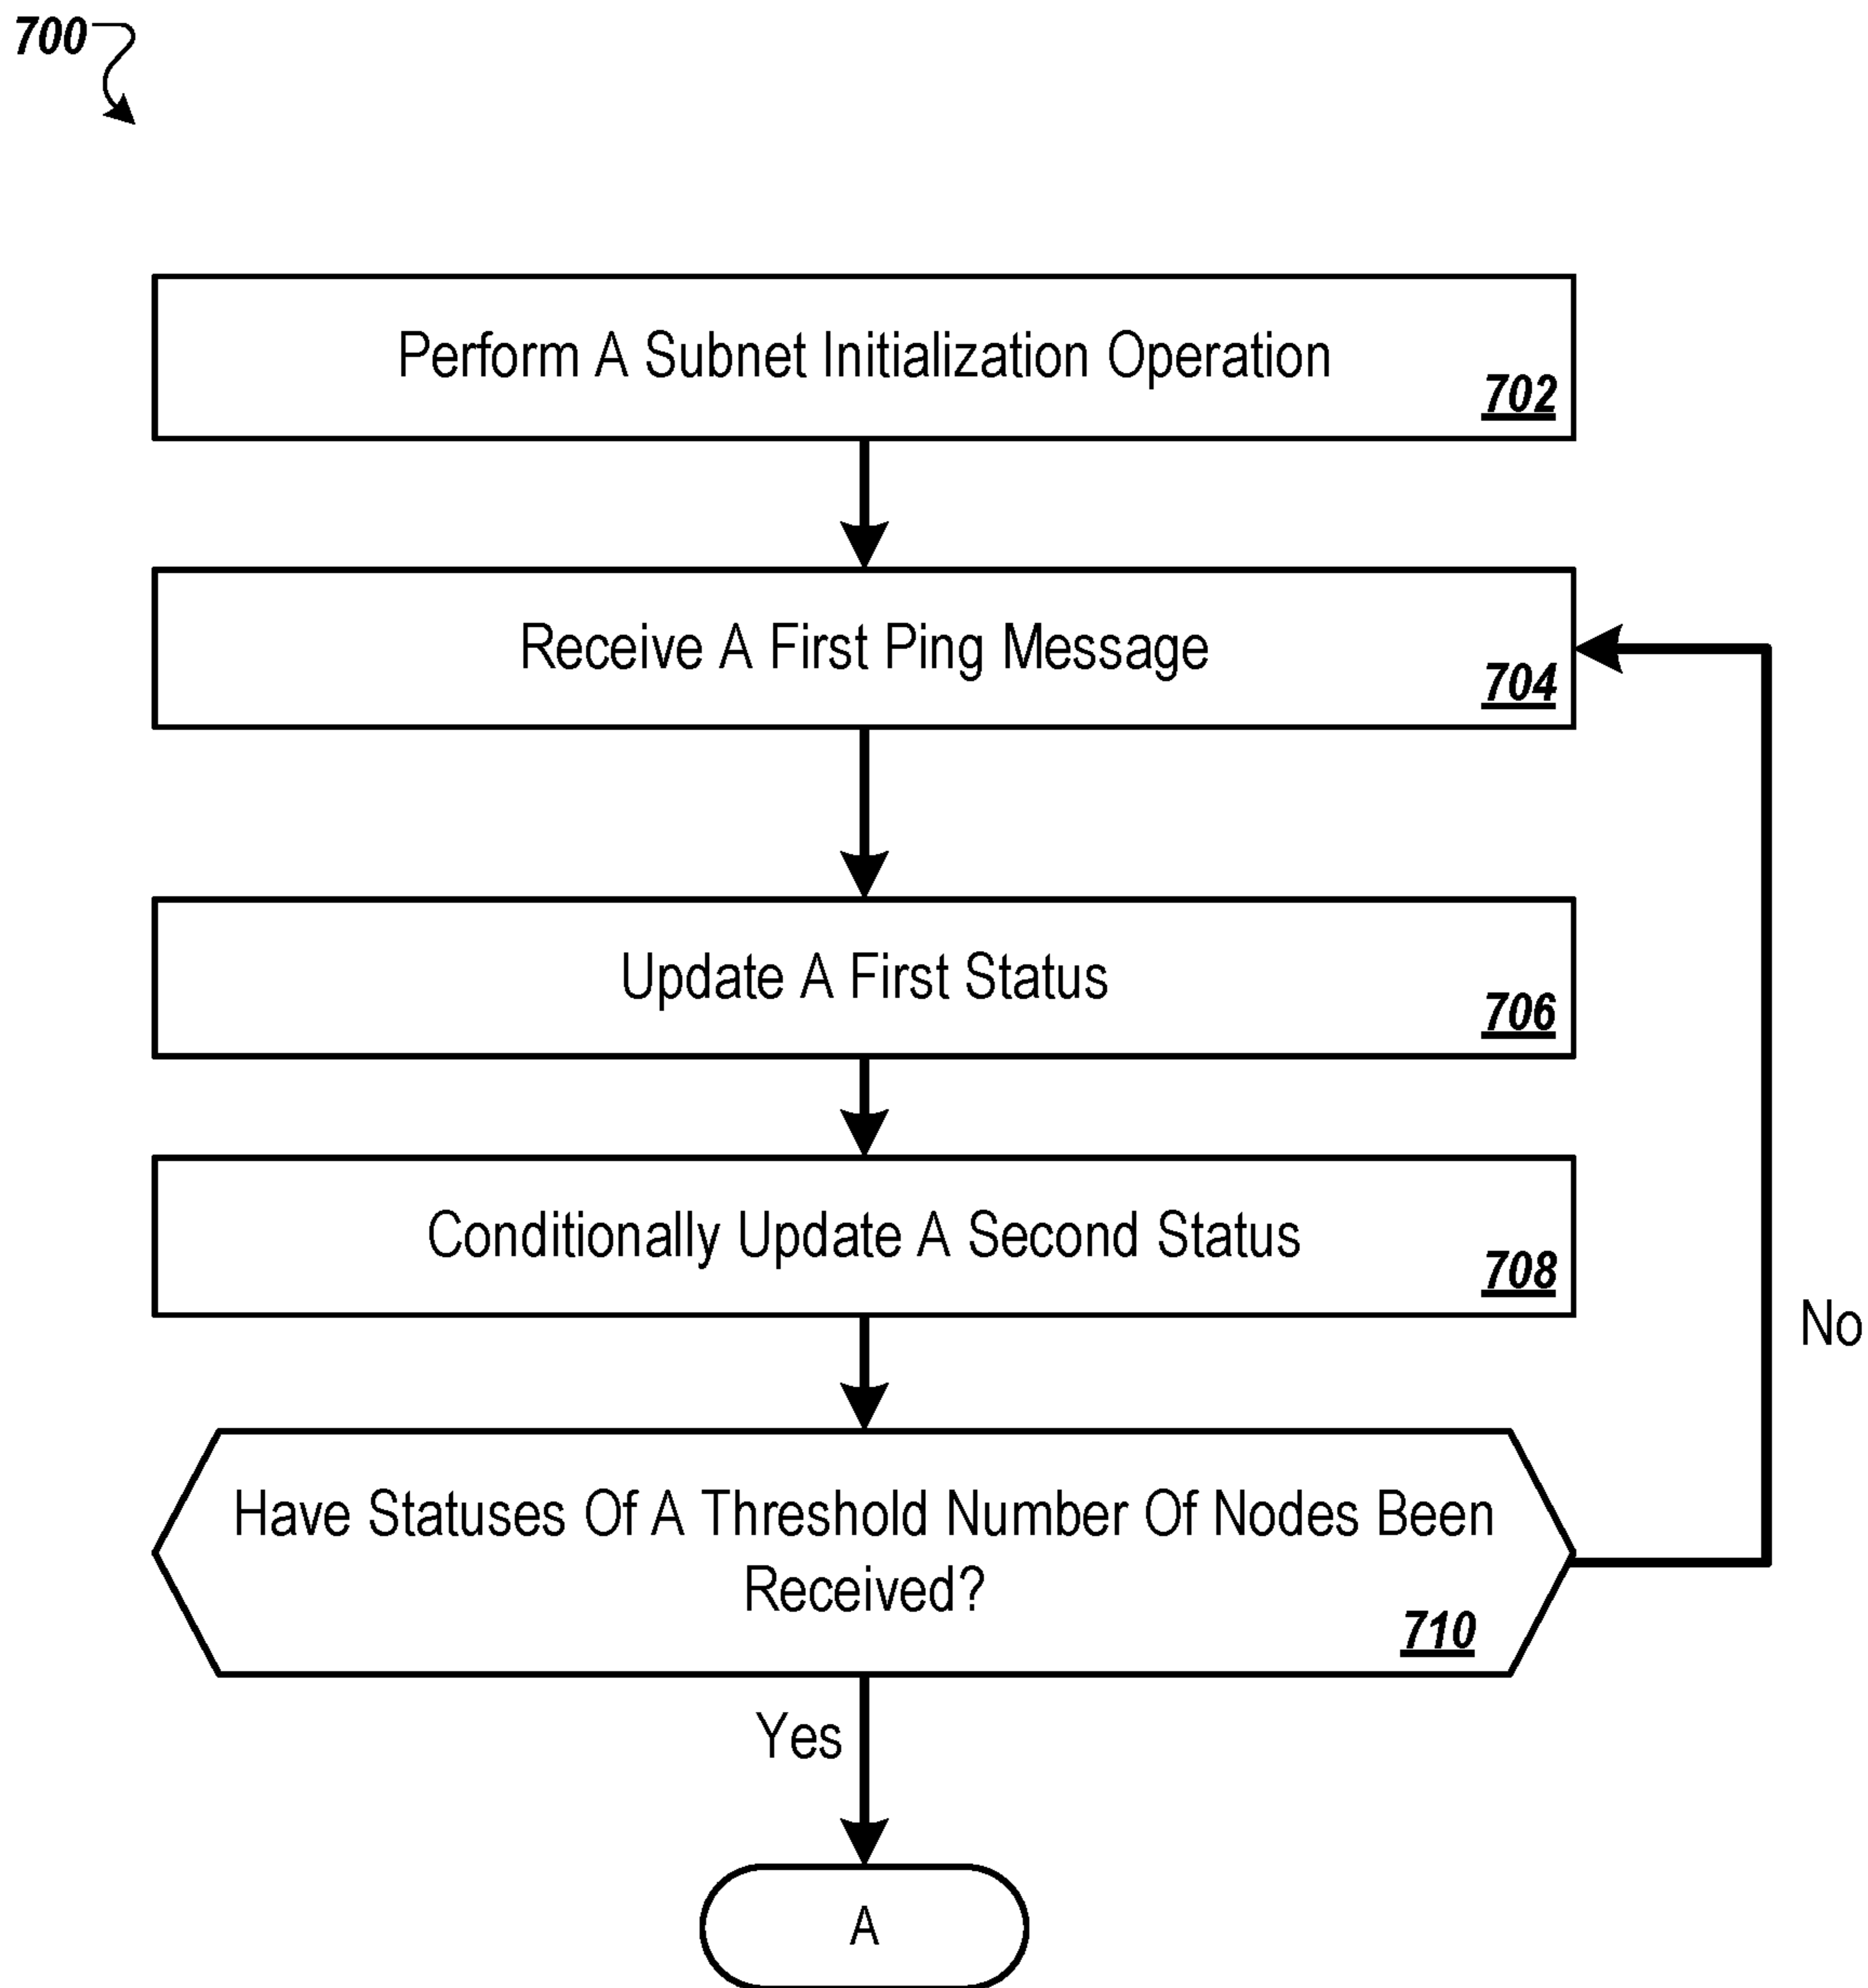 700
Perform A Subnet Initialization Operation
702
Receive A First Ping Message
704
Update A First Status
706
Conditionally Update A Second Status
708
No
Have Statuses Of A Threshold Number Of Nodes Been
Received?
710
Yes
A